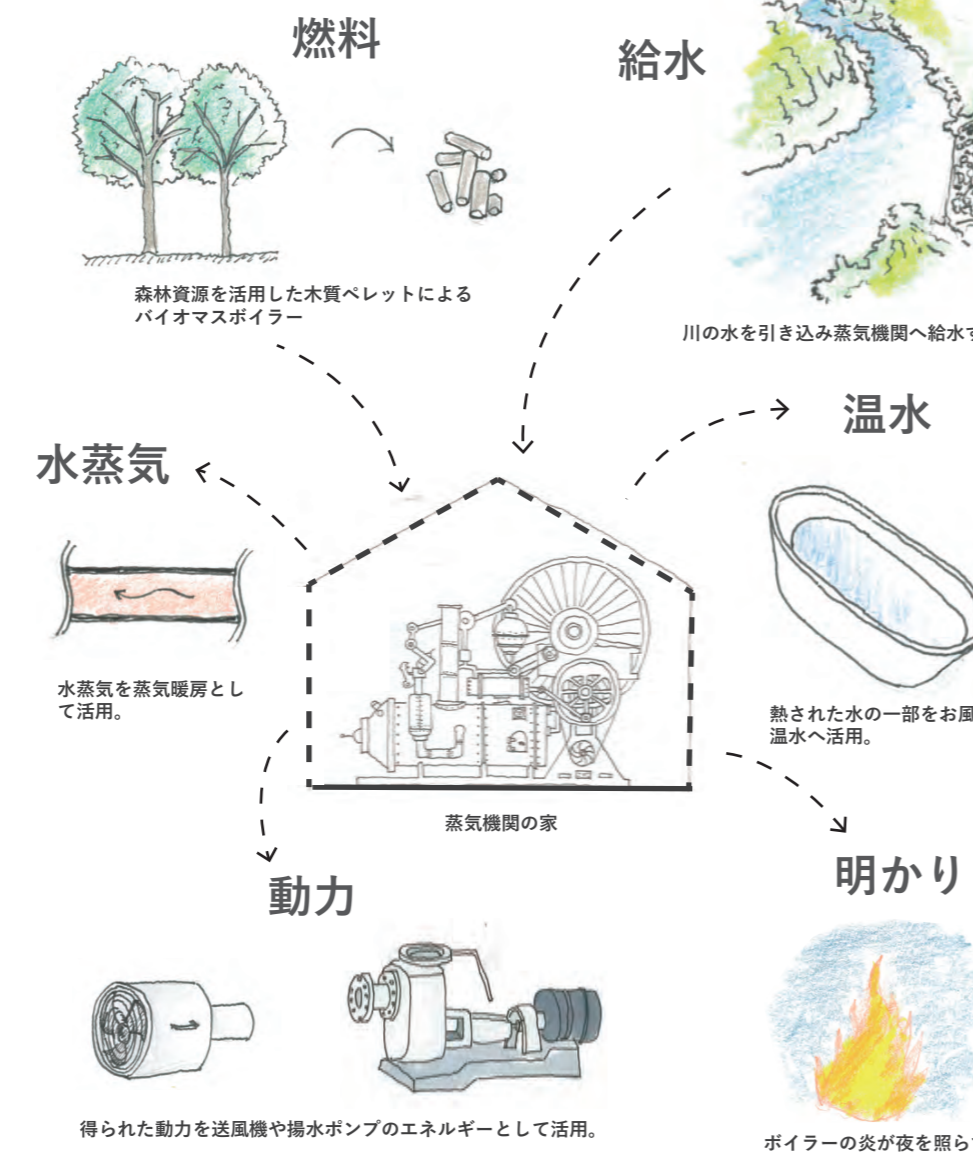 燃料
給水
森林資源を活用した木質ペレットによる
バイオマスボイラー
川の水を引き込み蒸気機関へ給水す
温水
水蒸気
水蒸気を蒸気暖房とし
て活用。
熱された水の一部をお風
温水へ活用。
蒸気機関の家
動力
明かり
得られた動力を送風機や揚水ポンプのエネルギーとして活用。
ボイラーの炎が夜を照ら